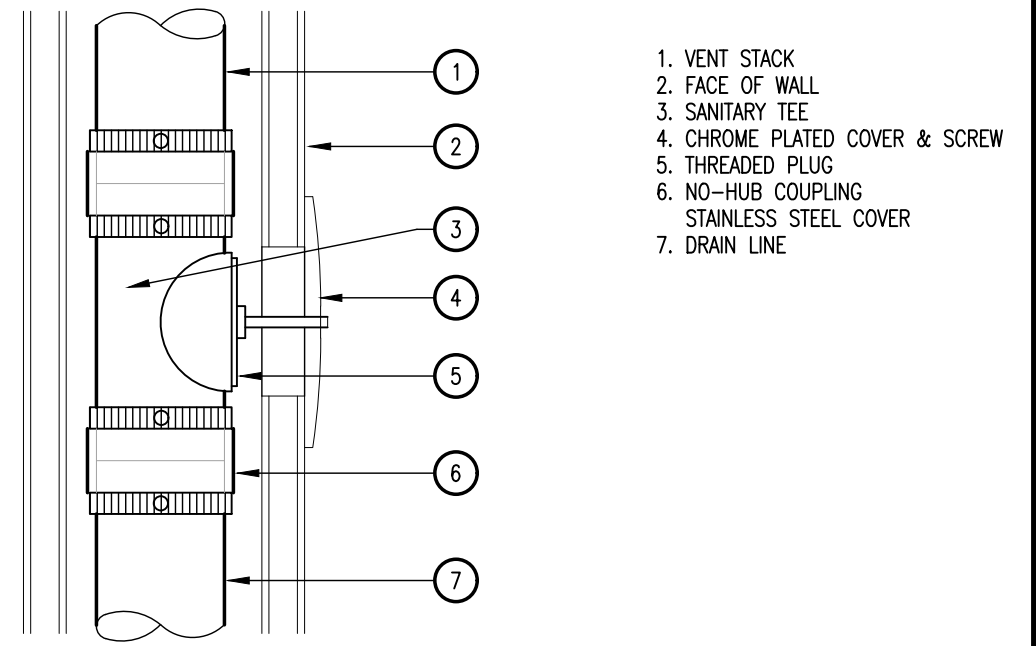 1
2
3
4
5
6
7
1. VENT STACK
2. FACE OF WALL
3. SANITARY TEE
4. CHROME PLATED COVER & SCREW
5. THREADED PLUG
6. NO-HUB COUPLING
STAINLESS STEEL COVER
7. DRAIN LINE